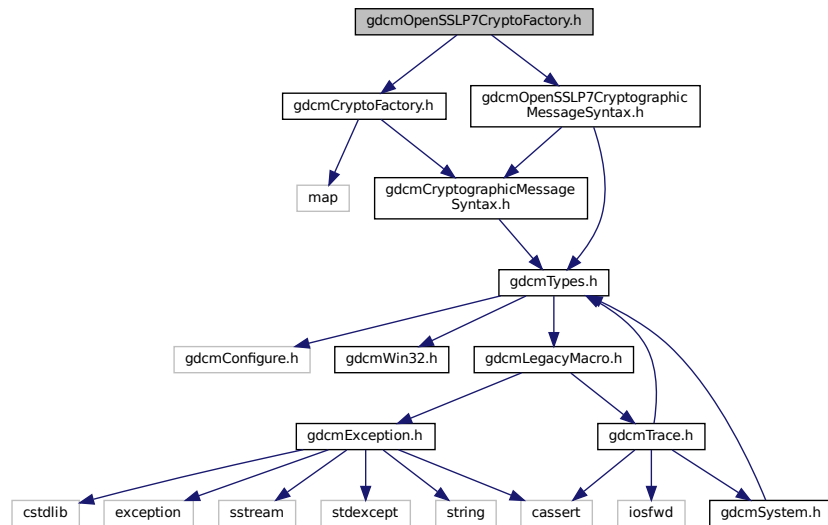 gdcmOpenSSLP7CryptoFactory.h
gdcmCryptoFactory.h
gdcmOpenSSLP7Cryptographic
MessageSyntax.h
map
gdcmCryptographicMessage
Syntax.h
gdcmTypes.h
gdcmConfigure.h
gdcmWin32.h
gdcmLegacyMacro.h
gdcmException.h
gdcmTrace.h
cstdlib
exception
sstream
stdexcept
string
cassert
iosfwd
gdcmSystem.h